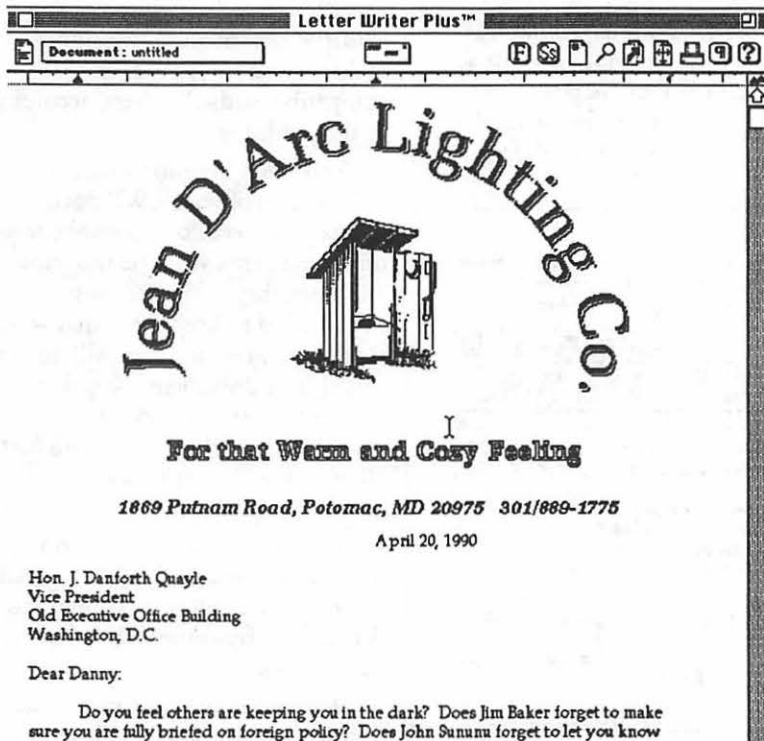 Letter Writer Plus™
Document: untitled
F Ss ¶ ?
Jean D'Arc Lighting Co.
For that Warm and Cozy Feeling
1869 Putnam Road, Potomac, MD 20975 301/889-1775
April 20, 1990
Hon. J. Danforth Quayle
Vice President
Old Executive Office Building
Washington, D.C.
Dear Danny:
Do you feel others are keeping you in the dark? Does Jim Baker forget to make
sure you are fully briefed on foreign policy? Does John Sununu forget to let you know